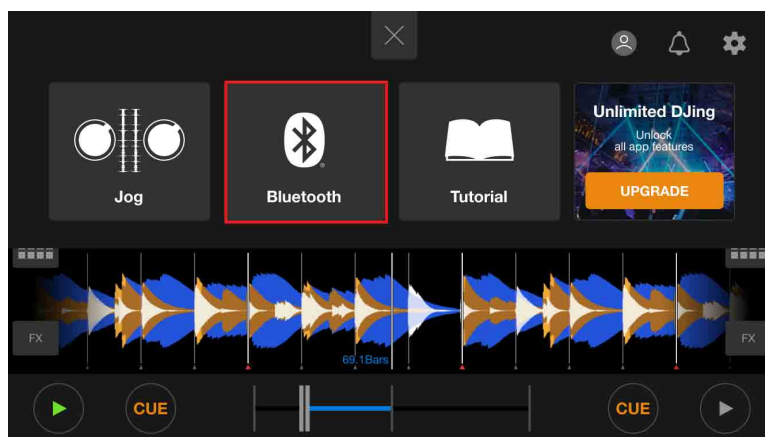 Jog
Bluetooth
Tutorial
Unlimited DJing
Unlock
all app features
UPGRADE
69.1Bars
FX
FX
CUE
CUE